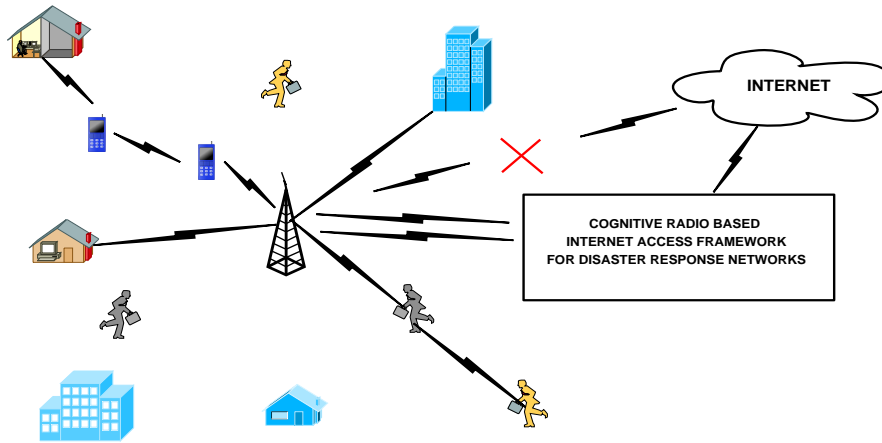 INTERNET
COGNITIVE RADIO BASED
INTERNET ACCESS FRAMEWORK
FOR DISASTER RESPONSE NETWORKS